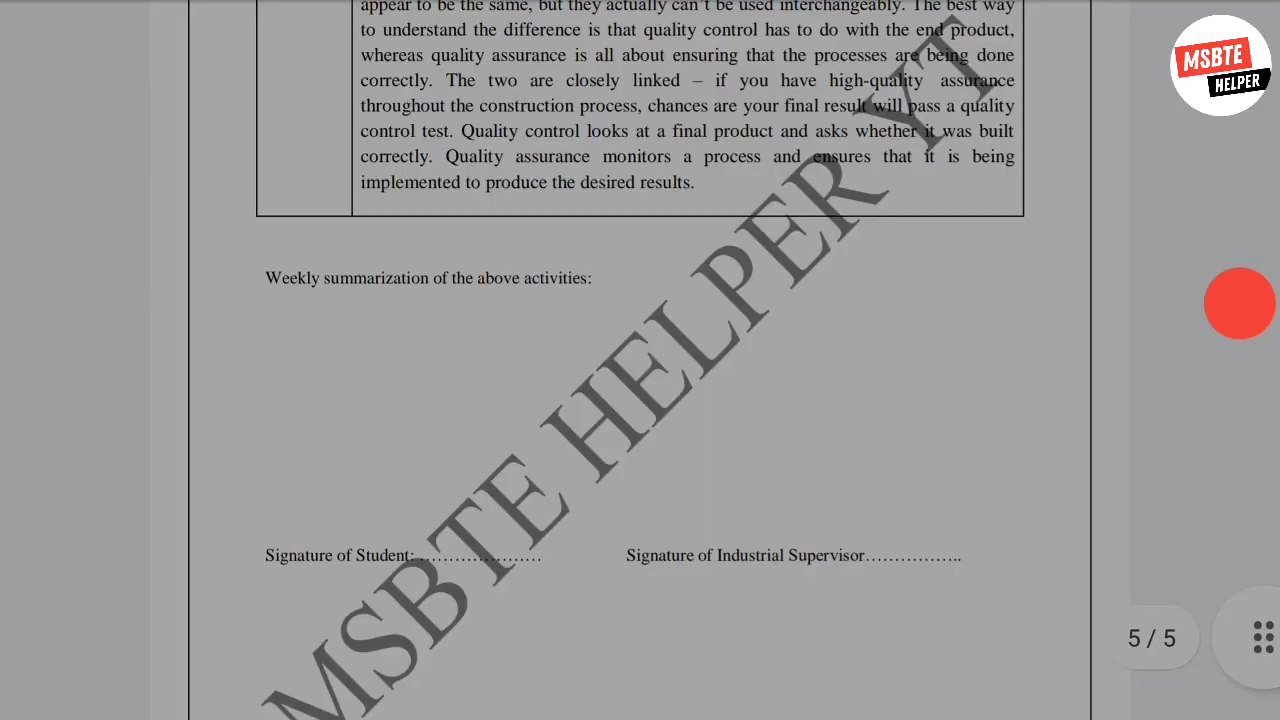 appear to be the same, but they actually can't be used interchangeably. The best way
to understand the difference is that quality control has to do with the end product,
whereas quality assurance is all about ensuring that the processes are being done
correctly. The two are closely linked – if you have high-quality assurance
throughout the construction process, chances are your final result will pass a quality
control test. Quality control looks at a final product and asks whether it was built
correctly. Quality assurance monitors a process and ensures that it is being
implemented to produce the desired results.
Weekly summarization of the above activities:
Signature of Student:…………………
Signature of Industrial Supervisor……………..
MSBTE HELPER YT
MSBTE
HELPER
5 / 5